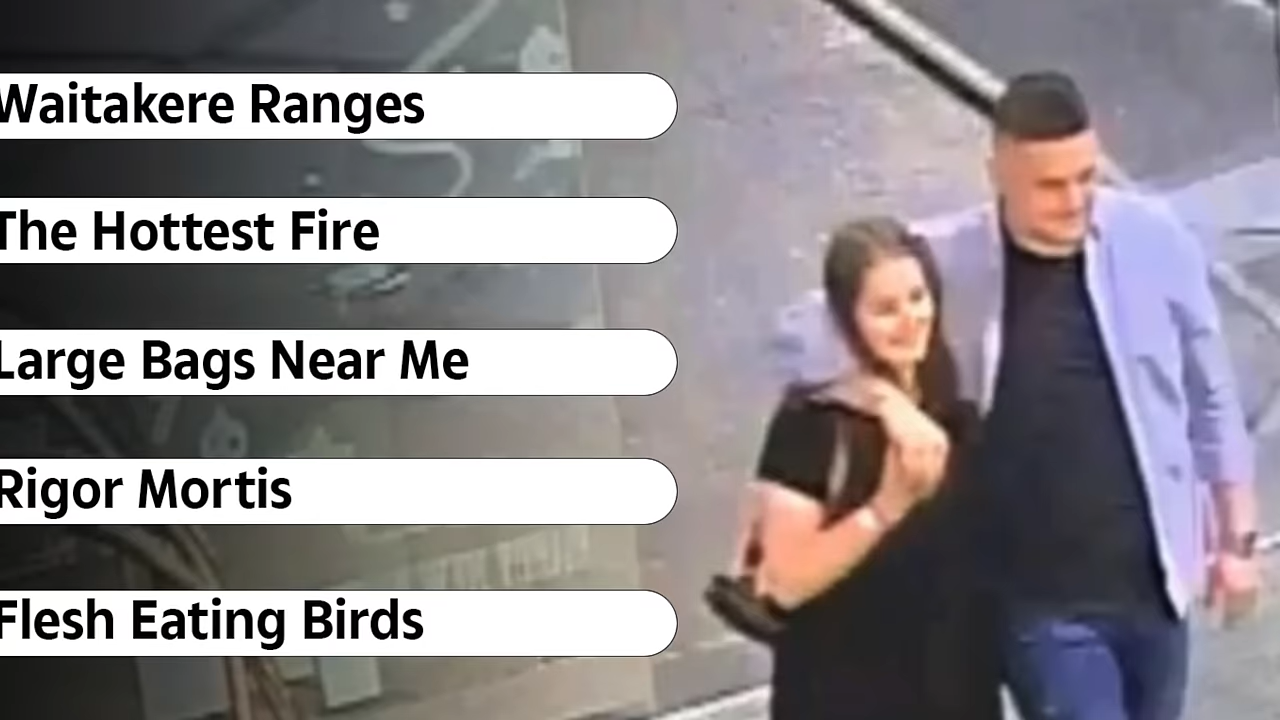 Waitakere Ranges
The Hottest Fire
Large Bags Near Me
Rigor Mortis
Flesh Eating Birds